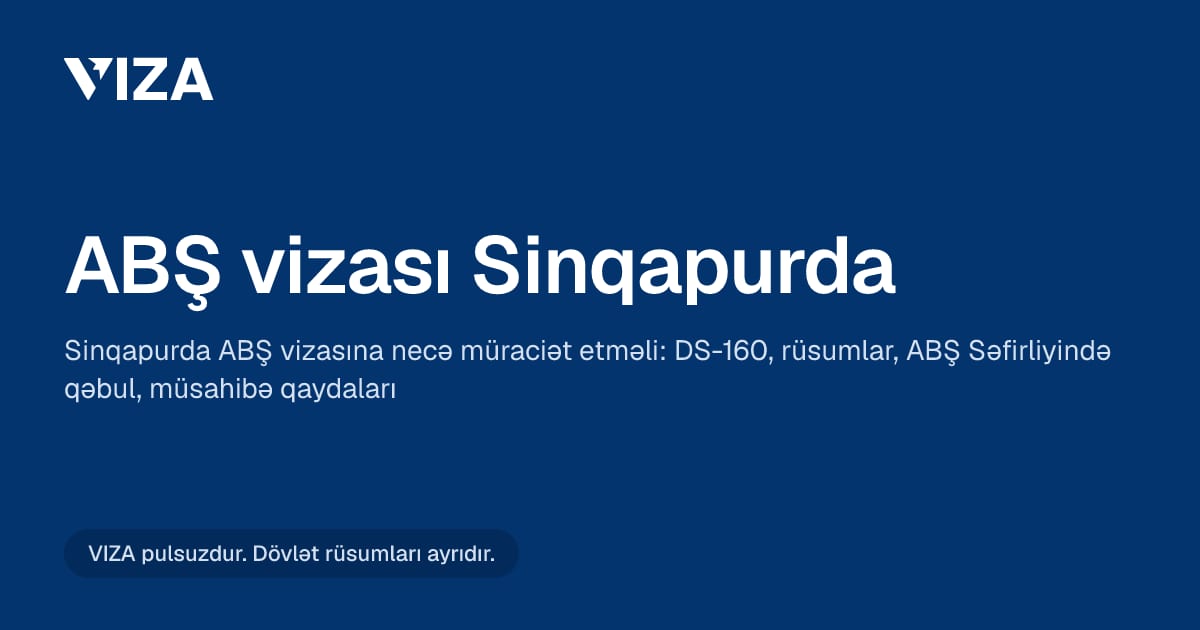 VIZA
ABŞ vizası Sinqapurda
Sinqapurda ABŞ vizasına necə müraciət etməli: DS-160, rüsumlar, ABŞ Səfirliyində
qəbul, müsahibə qaydaları
VIZA pulsuzdur. Dövlət rüsumları ayrıdır.